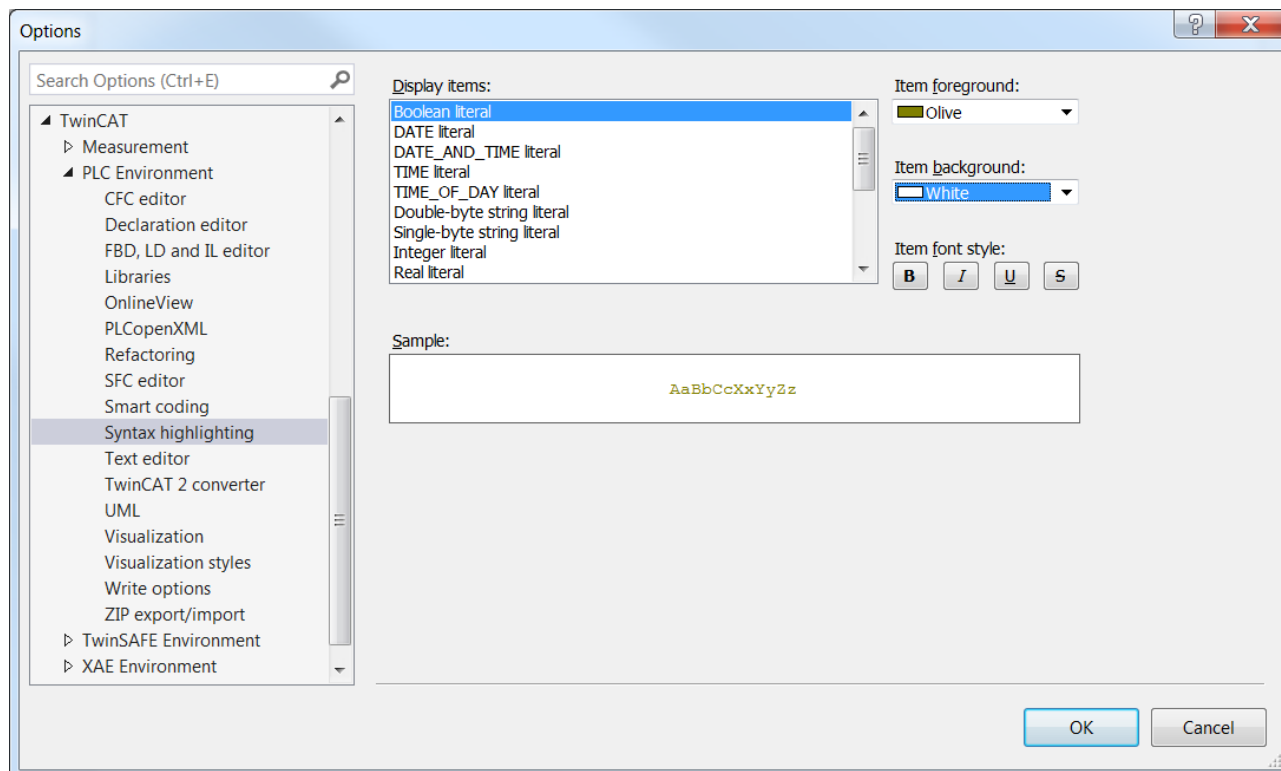 Options
Search Options (Ctrl+E)
TwinCAT
Measurement
PLC Environment
CFC editor
Declaration editor
FBD, LD and IL editor
Libraries
OnlineView
PLCopenXML
Refactoring
SFC editor
Smart coding
Syntax highlighting
Text editor
TwinCAT 2 converter
UML
Visualization
Visualization styles
Write options
ZIP export/import
TwinSAFE Environment
XAE Environment
Display items:
Boolean literal
DATE literal
DATE_AND_TIME literal
TIME literal
TIME_OF_DAY literal
Double-byte string literal
Single-byte string literal
Integer literal
Real literal
Item foreground:
Olive
Item background:
White
Item font style:
B I U S
Sample:
AaBbCcXxYyZz
OK Cancel